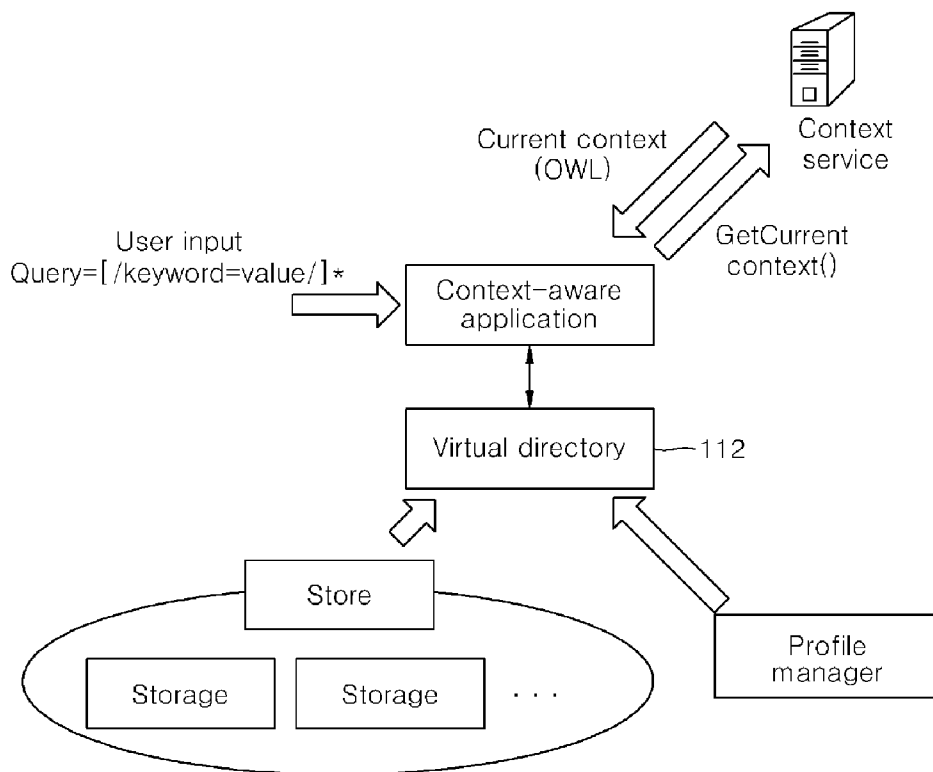 Current context
(OWL)
Context
service
GetCurrent
context()
User input
Query=[/keyword=value/]*
Context-aware
application
Virtual directory
112
Store
Storage
Storage
. . .
Profile
manager